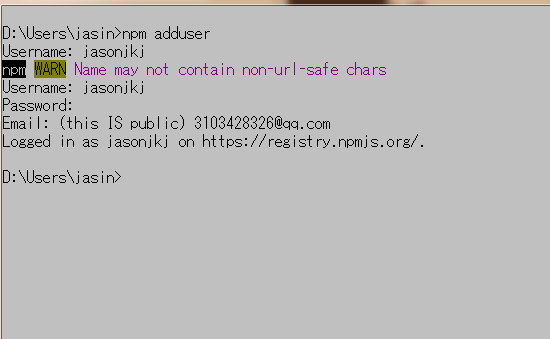 D:\Users\jasin>npm adduser
Username: jasonjkj
npm WARN Name may not contain non-url-safe chars
Username: jasonjkj
Password:
Email: (this IS public) 3103428326@qq.com
Logged in as jasonjkj on https://registry.npmjs.org/.
D:\Users\jasin>